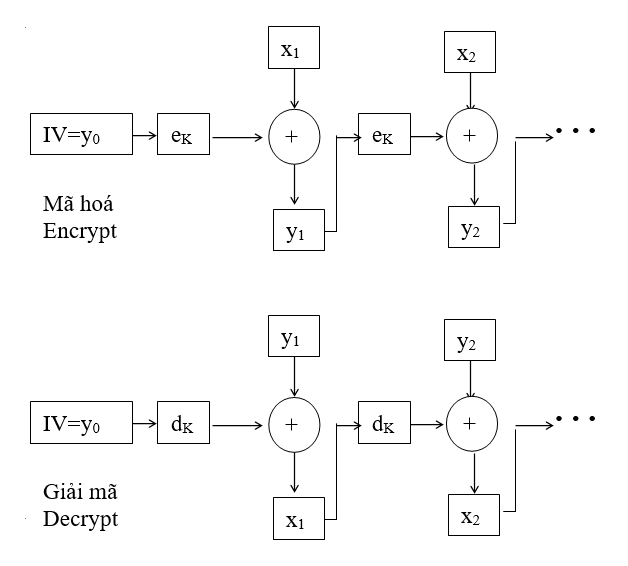 x₁ x₂
IV=y₀ eK + eK + . . .
Mã hoá
Encrypt
y₁ y₂
y₁ y₂
IV=y₀ dK + dK + . . .
Giải mã
Decrypt
x₁ x₂